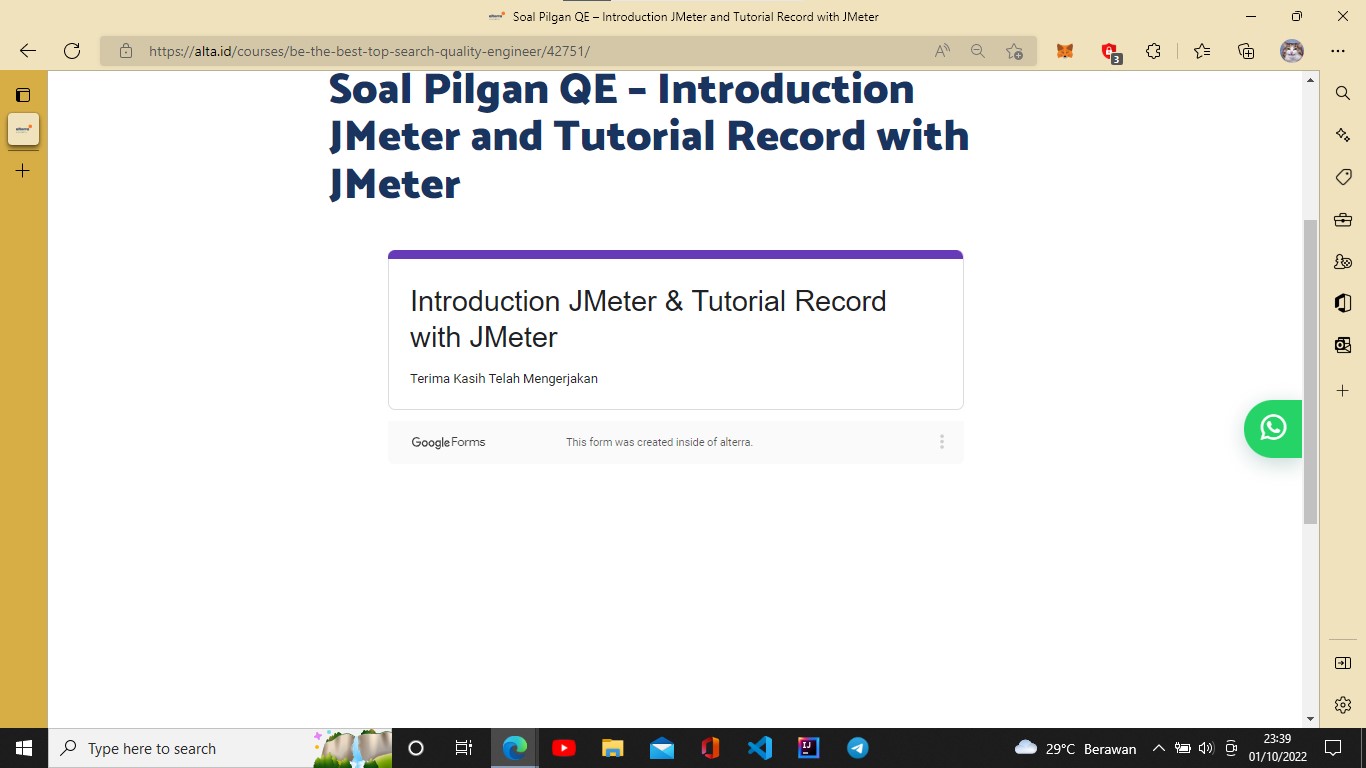 Soal Pilgan QE – Introduction JMeter and Tutorial Record with JMeter
https://alta.id/courses/be-the-best-top-search-quality-engineer/42751/
3
Soal Pilgan QE – Introduction
JMeter and Tutorial Record with
JMeter
Introduction JMeter & Tutorial Record
with JMeter
Terima Kasih Telah Mengerjakan
Google Forms
This form was created inside of alterra.
Type here to search
29°C Berawan
23:39
01/10/2022